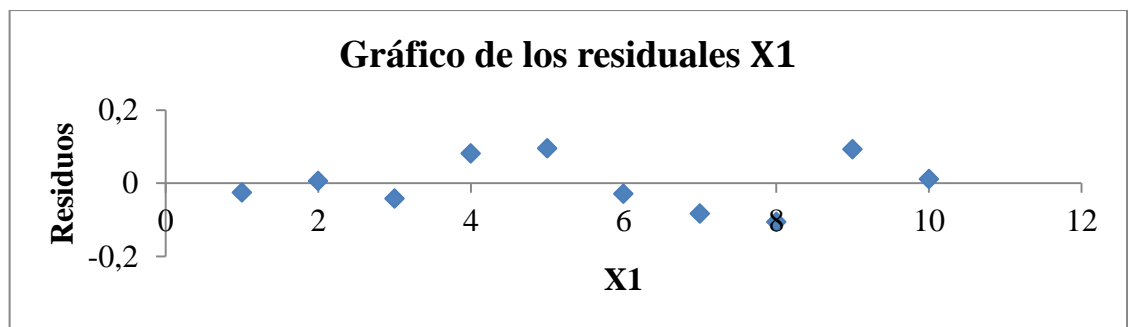 Gráfico de los residuales X1
Residuos
0,2
0
-0,2
0 2 4 6 8 10 12
X1